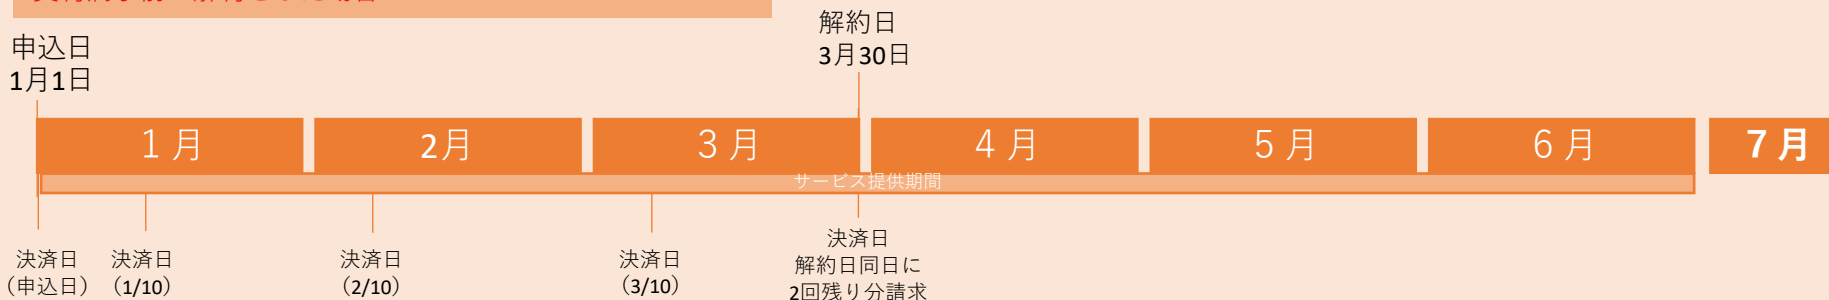 解約日
3月30日
申込日
1月1日
1月
2月
3月
4月
5月
6月
7月
サービス提供期間
決済日
(申込日)
決済日
(1/10)
決済日
(2/10)
決済日
(3/10)
決済日
解約日同日に
2回残り分請求